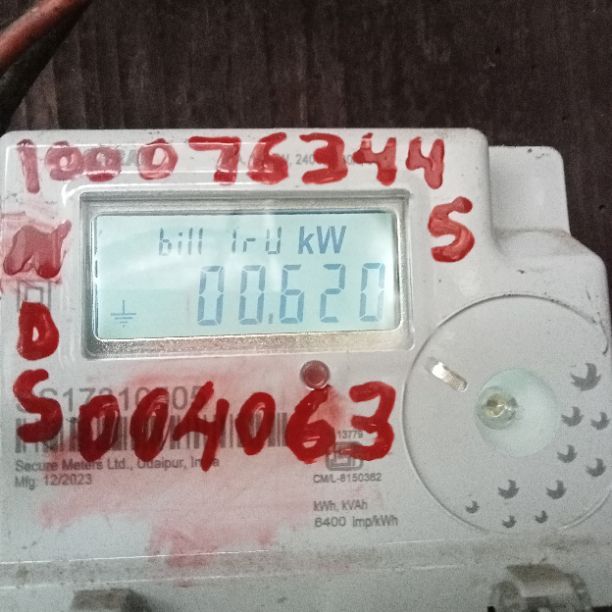 100076344
S
bill IrU kW
00.620
D
S004063
Secure Meters Ltd., Udaipur, India
Mfg. 12/2023
CM/L-8150362
kWh, kVAh
6400 imp/kWh